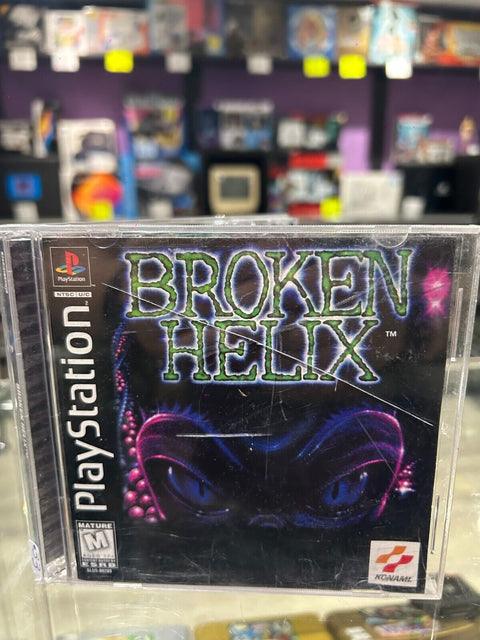 PlayStation
NTSC U/C
PlayStation
BROKEN
HELIX
TM
MATURE
M
ESRB
KONAMI